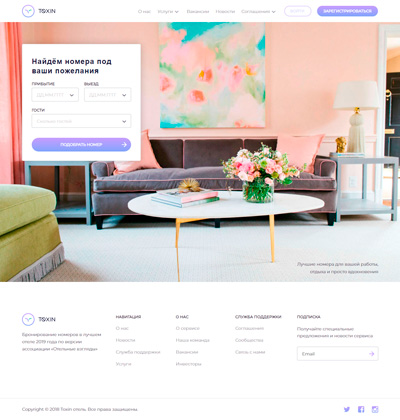 TOXIN
О нас Услуги Вакансии Новости Соглашения ВОЙТИ ЗАРЕГИСТРИРОВАТЬСЯ
Найдём номера под
ваши пожелания
ПРИБЫТИЕ ВЫЕЗД
ДД.ММ.ГГГГ ДД.ММ.ГГГГ
ГОСТИ
Сколько гостей
ПОДОБРАТЬ НОМЕР
Лучшие номера для вашей работы,
отдыха и просто вдохновения
TOXIN
Бронирование номеров в лучшем
отеле 2019 года по версии
ассоциации «Отельные взгляды»
НАВИГАЦИЯ
О нас
Новости
Служба поддержки
Услуги
О НАС
О сервисе
Наша команда
Вакансии
Инвесторы
СЛУЖБА ПОДДЕРЖКИ
Соглашения
Сообщества
Связь с нами
ПОДПИСКА
Получайте специальные
предложения и новости сервиса
Email
Copyright © 2018 Toxin отель. Все права защищены.